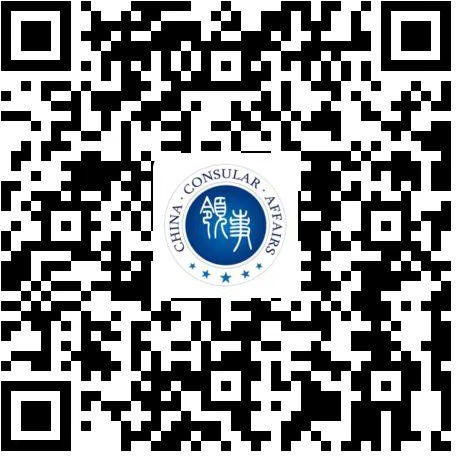 CHINA · CONSULAR · AFFAIRS
領事